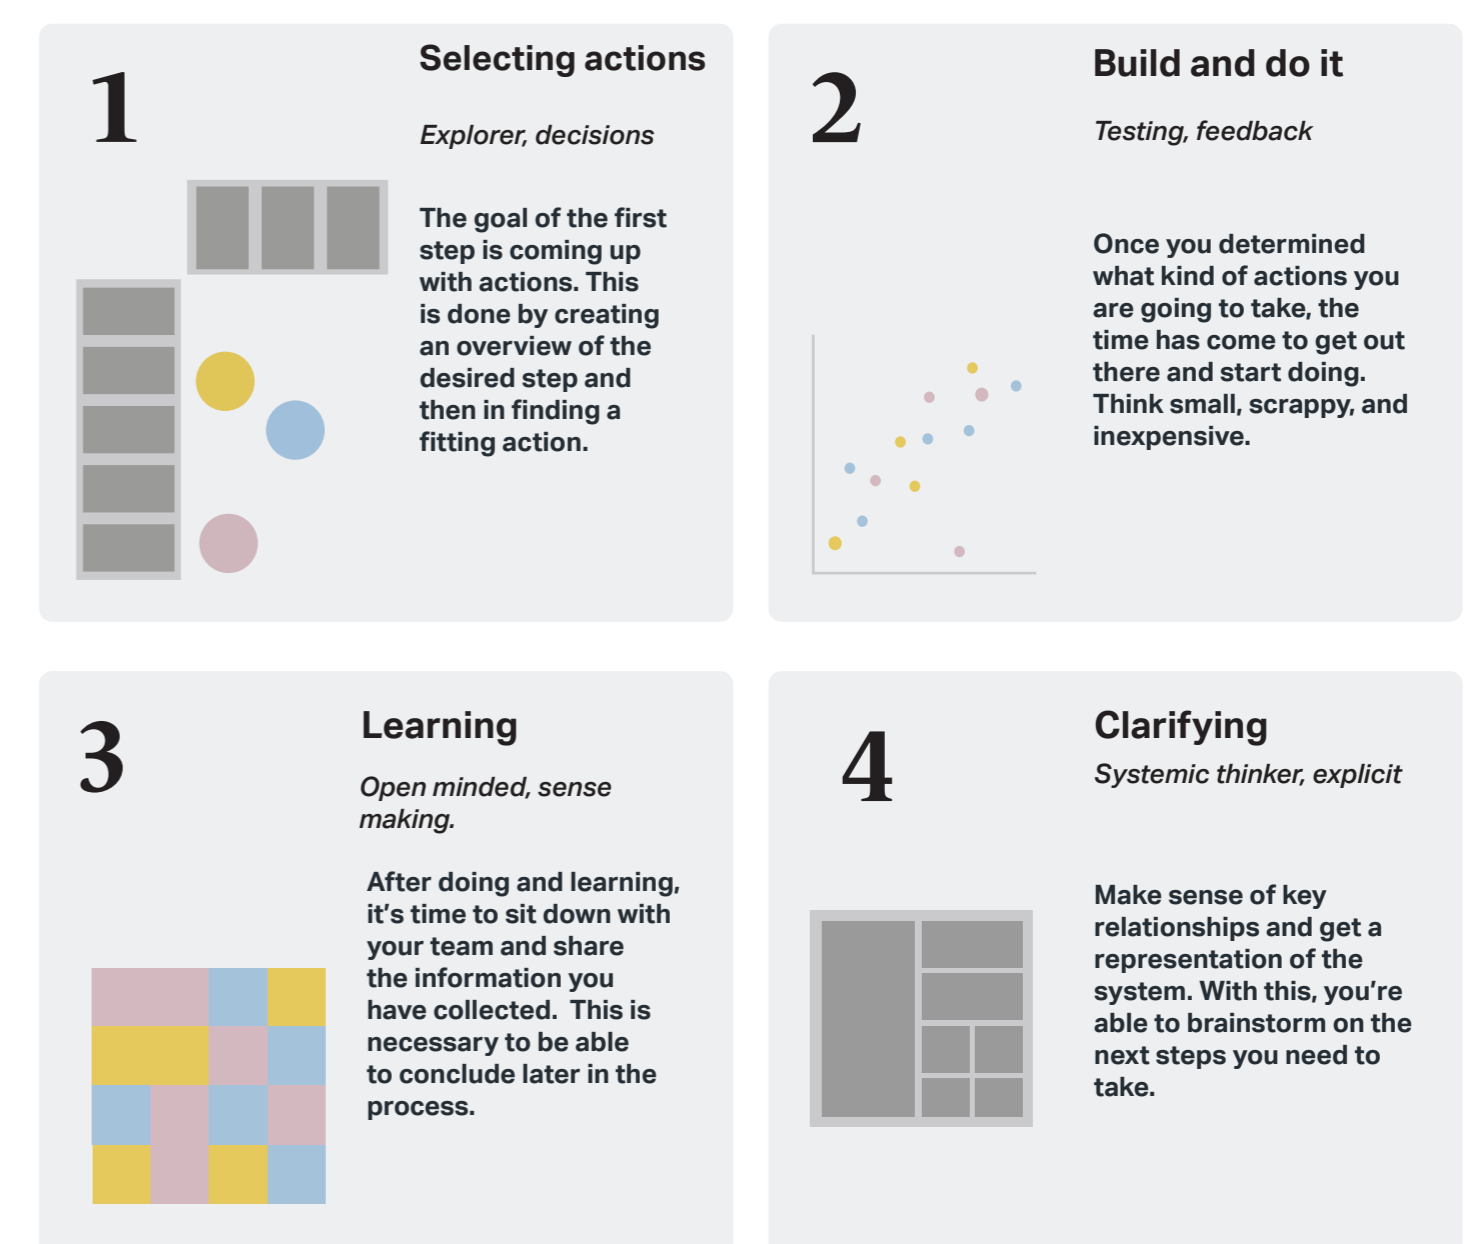 1
Selecting actions
Explorer, decisions
The goal of the first
step is coming up
with actions. This
is done by creating
an overview of the
desired step and
then in finding a
fitting action.
2
Build and do it
Testing, feedback
Once you determined
what kind of actions you
are going to take, the
time has come to get out
there and start doing.
Think small, scrappy, and
inexpensive.
3
Learning
Open minded, sense
making.
After doing and learning,
it's time to sit down with
your team and share
the information you
have collected.  This is
necessary to be able
to conclude later in the
process.
4
Clarifying
Systemic thinker, explicit
Make sense of key
relationships and get a
representation of the
system. With this, you're
able to brainstorm on the
next steps you need to
take.